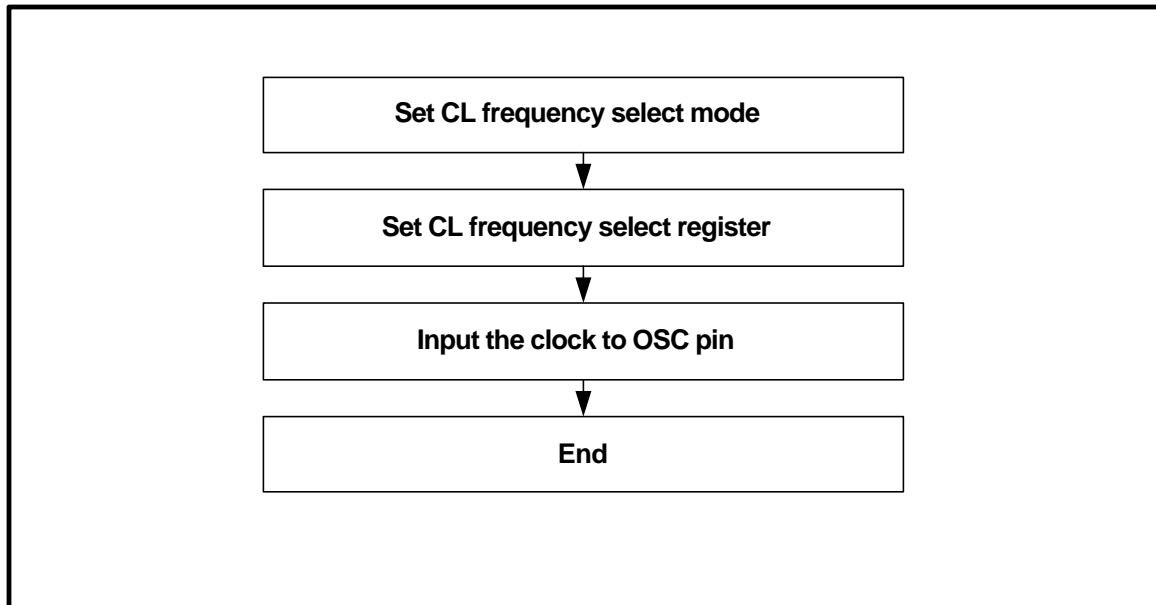 Set CL frequency select mode
Set CL frequency select register
Input the clock to OSC pin
End